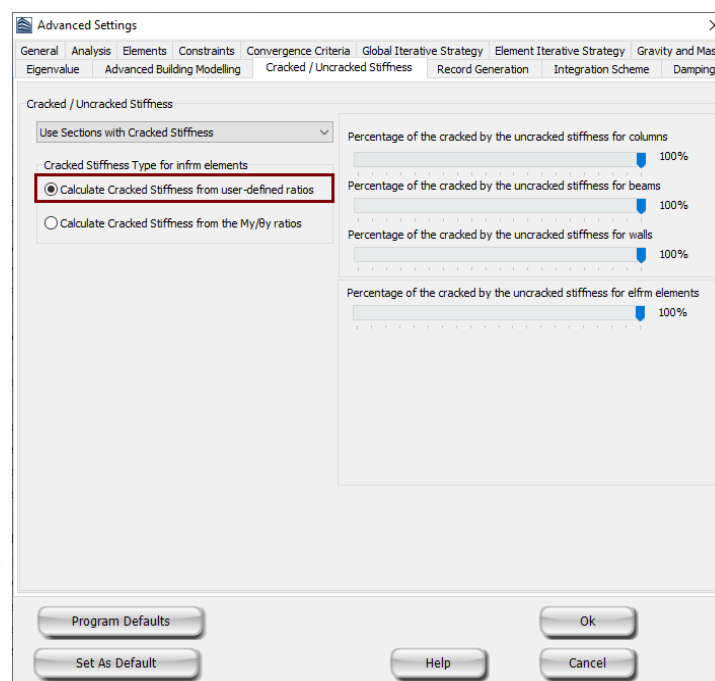 Advanced Settings
General Analysis Elements Constraints Convergence Criteria Global Iterative Strategy Element Iterative Strategy Gravity and Mas
Eigenvalue Advanced Building Modelling Cracked / Uncracked Stiffness Record Generation Integration Scheme Damping
Cracked / Uncracked Stiffness
Use Sections with Cracked Stiffness
Cracked Stiffness Type for infrm elements
Calculate Cracked Stiffness from user-defined ratios
Calculate Cracked Stiffness from the My/θy ratios
Percentage of the cracked by the uncracked stiffness for columns
100%
Percentage of the cracked by the uncracked stiffness for beams
100%
Percentage of the cracked by the uncracked stiffness for walls
100%
Percentage of the cracked by the uncracked stiffness for elfrm elements
100%
Program Defaults
Ok
Set As Default
Help
Cancel